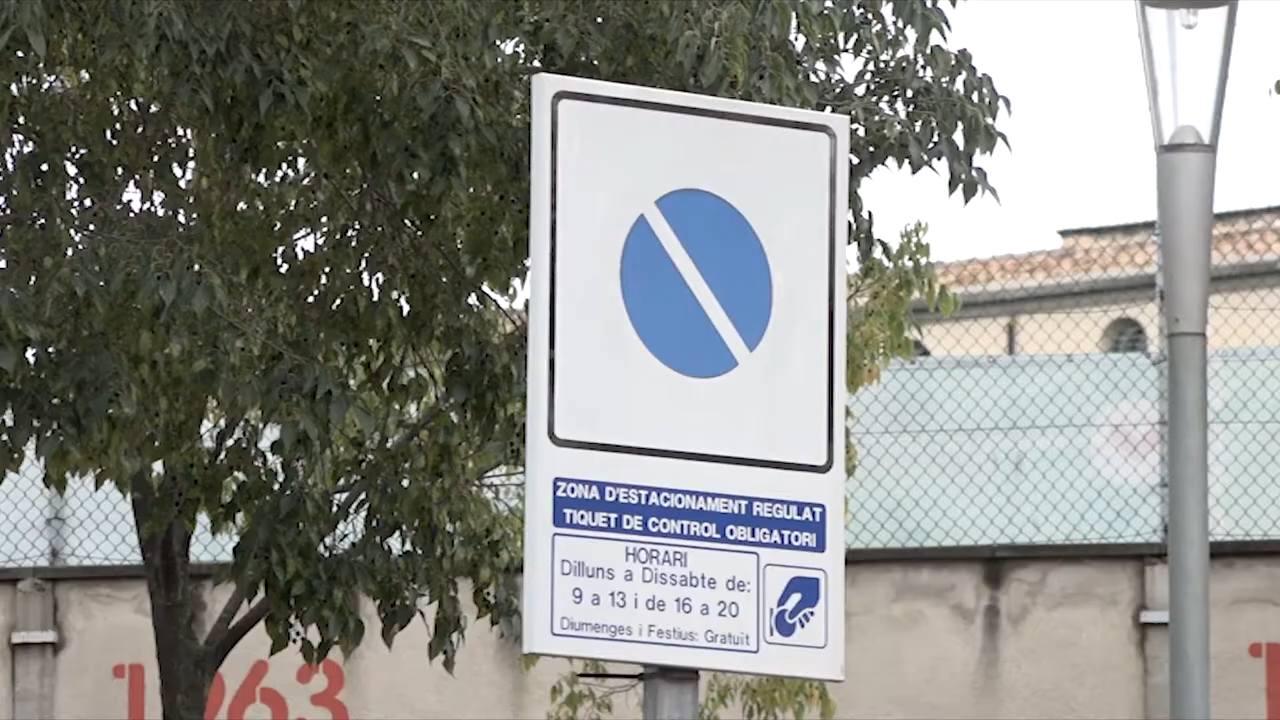 ZONA D'ESTACIONAMENT REGULAT
TIQUET DE CONTROL OBLIGATORI
HORARI
Dilluns a Dissabte de:
9 a 13 i de 16 a 20
Diumenges i Festius: Gratuït
1963